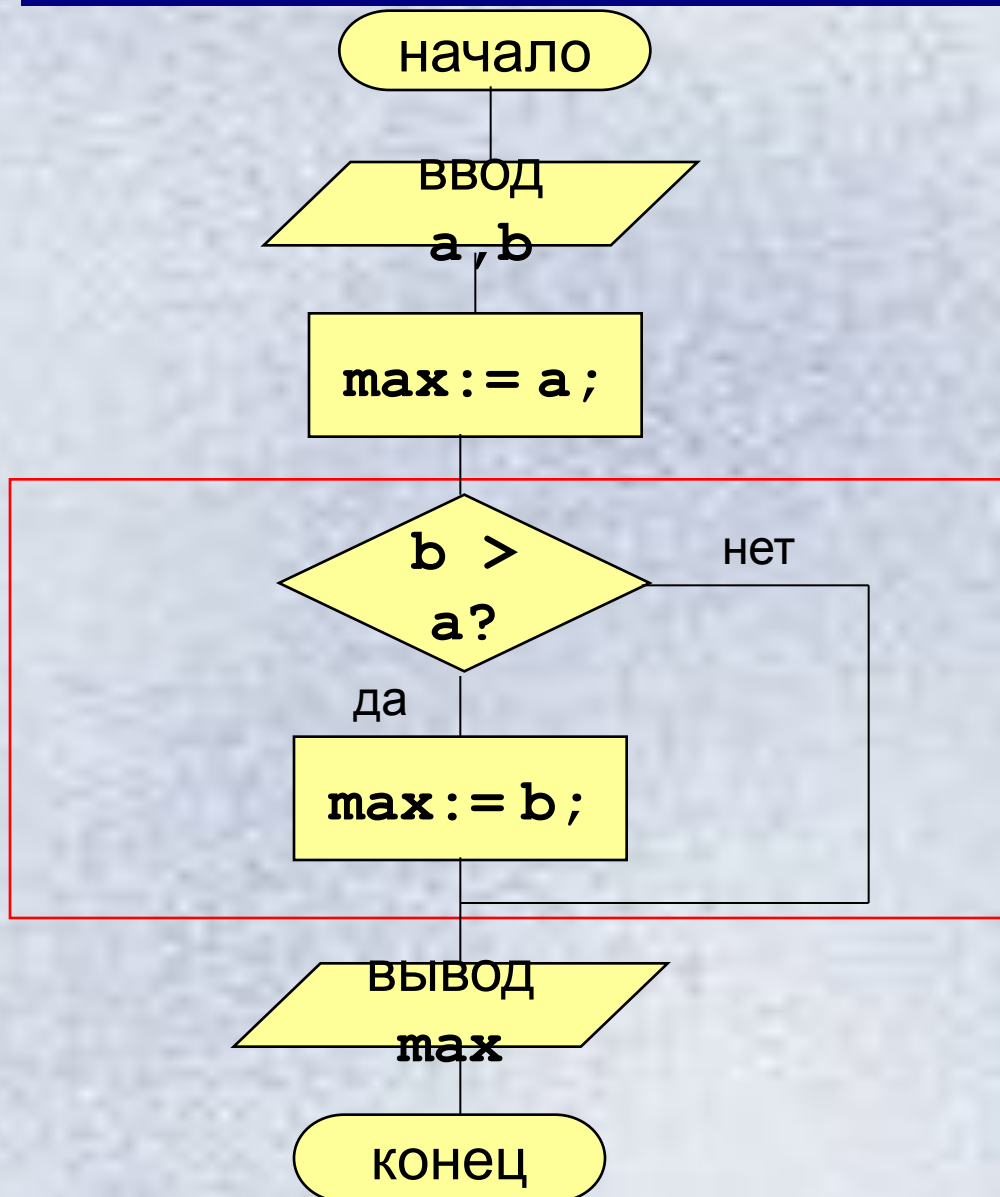 начало
ввод
a,b
max:= a;
b >
a?
нет
да
max:= b;
вывод
max
конец